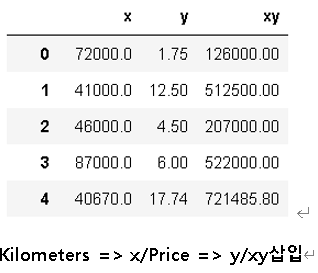 x y xy
0 72000.0 1.75 126000.00
1 41000.0 12.50 512500.00
2 46000.0 4.50 207000.00
3 87000.0 6.00 522000.00
4 40670.0 17.74 721485.80
Kilometers => x/Price => y/xy삽입